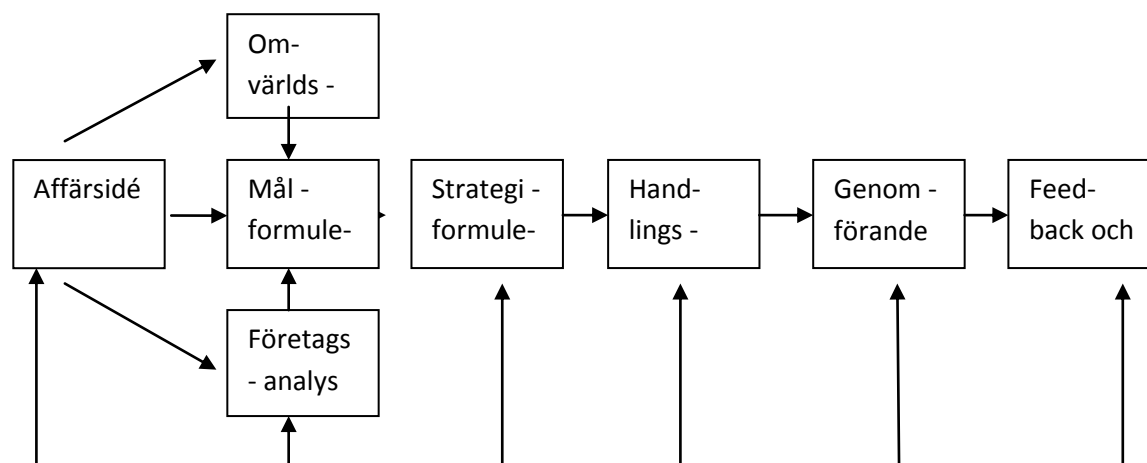 Om-
världs -
Affärsidé
Mål -
formule-
Strategi -
formule-
Hand-
lings -
Genom -
förande
Feed-
back och
Företags
- analys